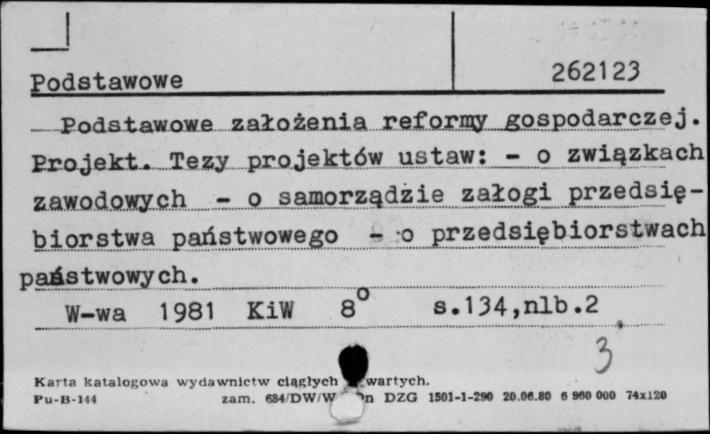 Podstawowe 262123
Podstawowe założenia reformy gospodarczej.
Projekt. Tezy projektów ustaw: - o związkach
zawodowych - o samorządzie załogi przedsię-
biorstwa państwowego - o przedsiębiorstwach
państwowych.
W-wa 1981 KiW 8° s.134,nlb.2
3
Karta katalogowa wydawnictw ciągłych wartych.
Pu-B-144 zam. 684/DW/W n DZG 1501-1-290 20.06.80 6 960 000 74x120